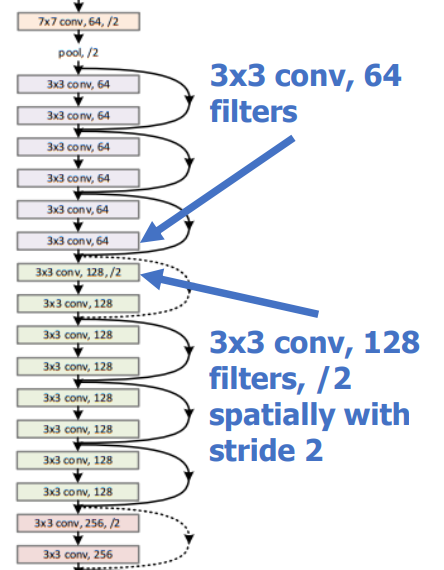 7x7 conv, 64, /2
pool, /2
3x3 conv, 64
3x3 conv, 64
3x3 conv, 64
3x3 conv, 64
3x3 conv, 64
3x3 conv, 64
3x3 conv, 128, /2
3x3 conv, 128
3x3 conv, 128
3x3 conv, 128
3x3 conv, 128
3x3 conv, 128
3x3 conv, 128
3x3 conv, 128
3x3 conv, 256, /2
3x3 conv, 256
3x3 conv, 64
filters
3x3 conv, 128
filters, /2
spatially with
stride 2